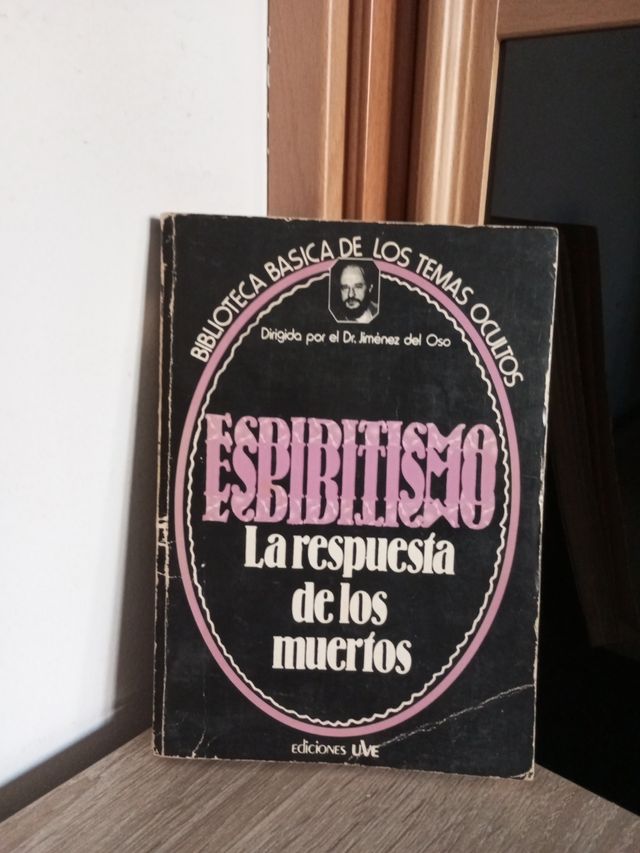 BIBLIOTECA BASICA DE LOS TEMAS OCULTOS
Dirigida por el Dr. Jiménez del Oso
ESPIRITISMO
La respuesta
de los
muertos
EDICIONES UVE